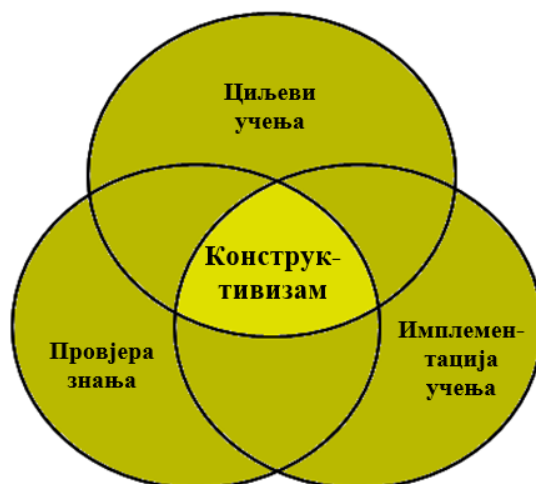 Циљеви
учења
Конструк-
тивизам
Провјера
знања
Имплемен-
тација
учења